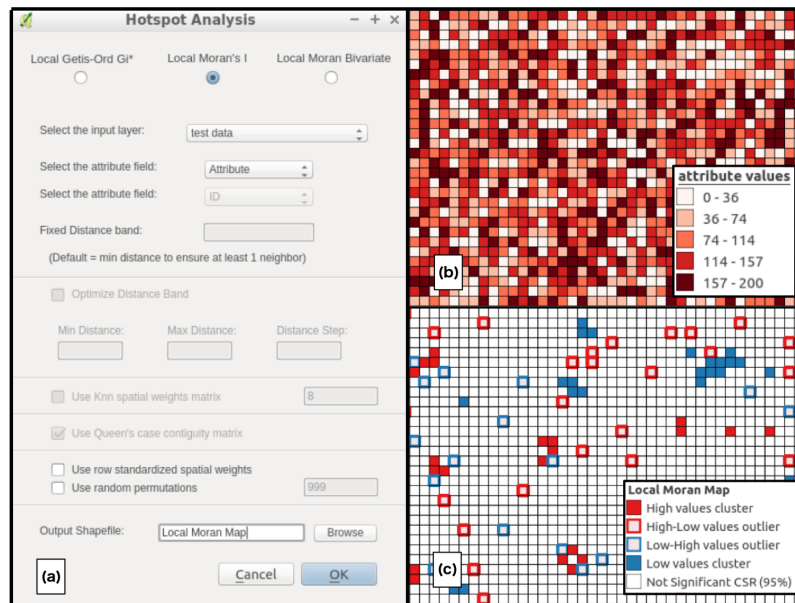 Hotspot Analysis
Local Getis-Ord Gi* Local Moran's I Local Moran Bivariate
Select the input layer: test data
Select the attribute field: Attribute
Select the attribute field: ID
Fixed Distance band:
(Default = min distance to ensure at least 1 neighbor)
Optimize Distance Band
Min Distance: Max Distance: Distance Step:
Use Knn spatial weights matrix 8
Use Queen's case contiguity matrix
Use row standardized spatial weights
Use random permutations 999
Output Shapefile: Local Moran Map Browse
(a) Cancel OK
attribute values
0 - 36
36 - 74
74 - 114
114 - 157
157 - 200
(b)
Local Moran Map
High values cluster
High-Low values outlier
Low-High values outlier
Low values cluster
Not Significant CSR (95%)
(c)